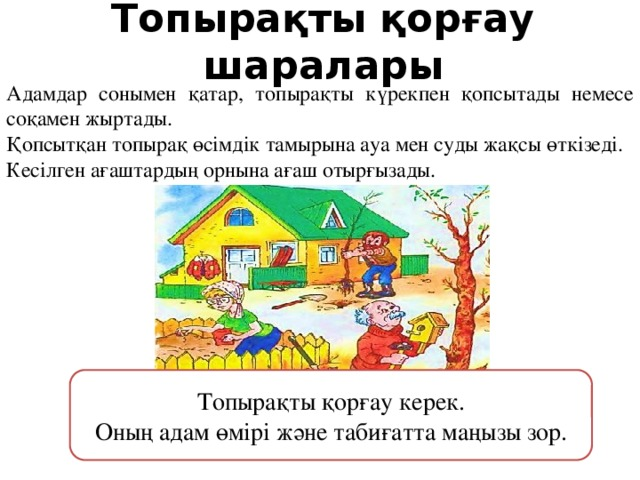 Топырақты қорғау
шаралары
Адамдар сонымен қатар, топырақты күрекпен қопсытады немесе
соқамен жыртады.
Қопсытқан топырақ өсімдік тамырына ауа мен суды жақсы өткізеді.
Кесілген ағаштардың орнына ағаш отырғызады.
Топырақты қорғау керек.
Оның адам өмірі және табиғатта маңызы зор.